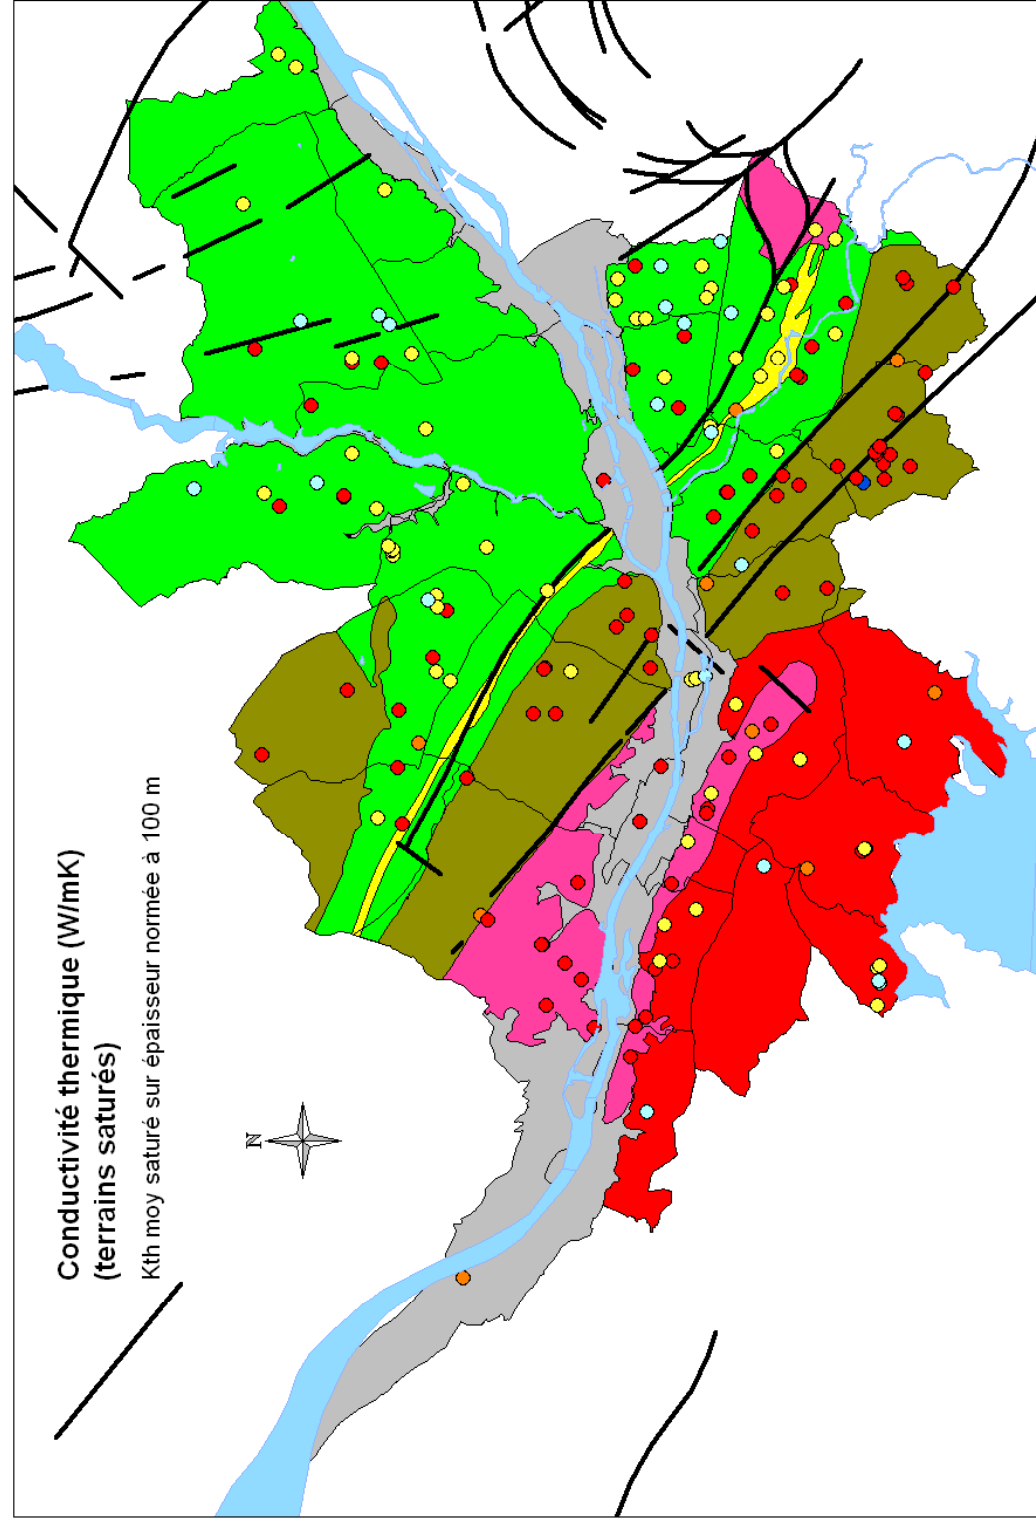 Conductivité thermique (W/mK)
(terrains saturés)
Kth moy saturé sur épaisseur normée à 100 m
N